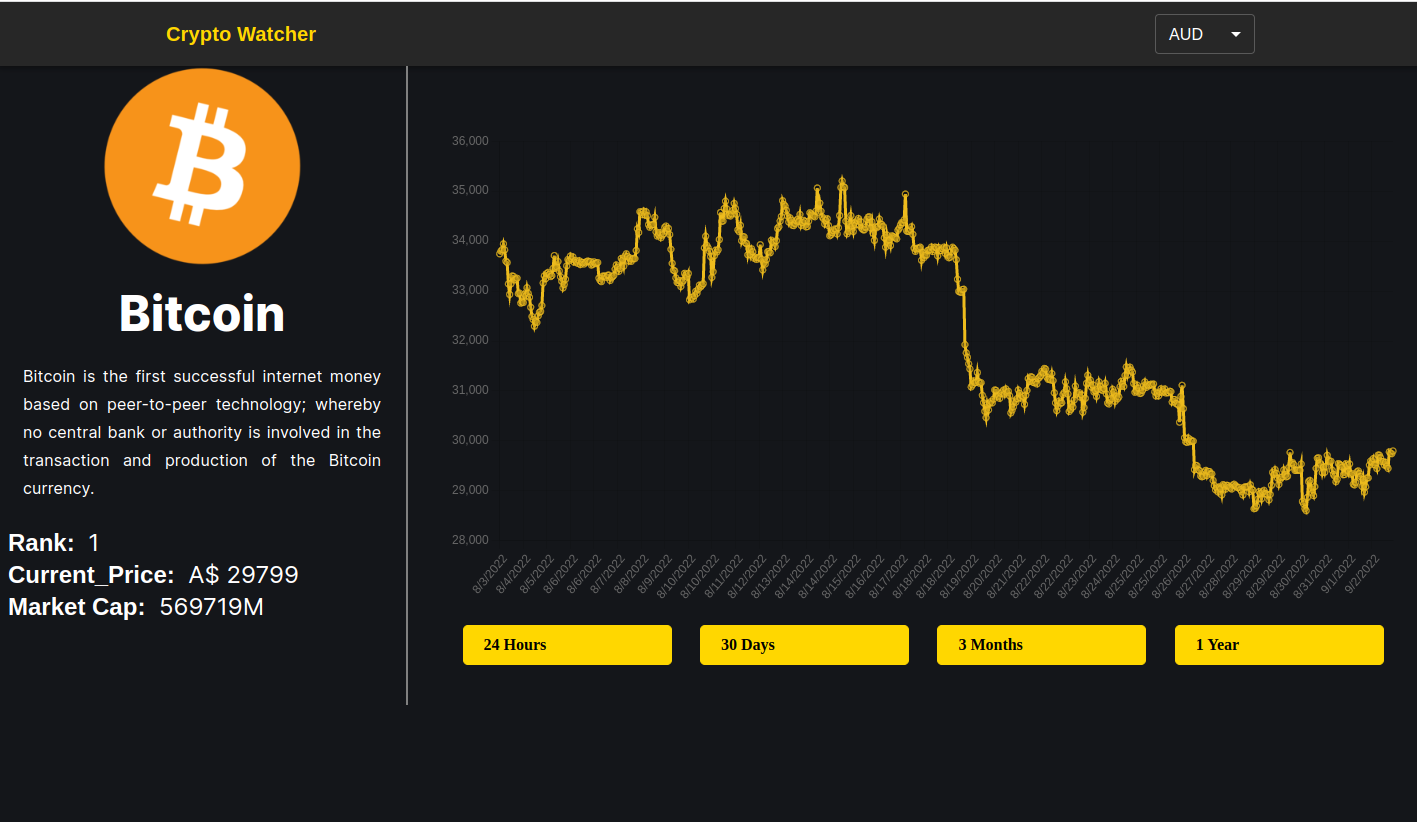 Crypto Watcher
AUD
Bitcoin
Bitcoin is the first successful internet money
based on peer-to-peer technology; whereby
no central bank or authority is involved in the
transaction and production of the Bitcoin
currency.
Rank: 1
Current_Price: A$ 29799
Market Cap: 569719M
36,000
35,000
34,000
33,000
32,000
31,000
30,000
29,000
28,000
8/3/2022 8/4/2022 8/5/2022 8/6/2022 8/6/2022 8/7/2022 8/8/2022 8/9/2022 8/10/2022 8/10/2022 8/11/2022 8/12/2022 8/13/2022 8/14/2022 8/14/2022 8/15/2022 8/16/2022 8/17/2022 8/18/2022 8/18/2022 8/19/2022 8/20/2022 8/21/2022 8/22/2022 8/22/2022 8/23/2022 8/24/2022 8/25/2022 8/25/2022 8/26/2022 8/27/2022 8/28/2022 8/29/2022 8/29/2022 8/30/2022 8/31/2022 9/1/2022 9/2/2022
24 Hours 30 Days 3 Months 1 Year